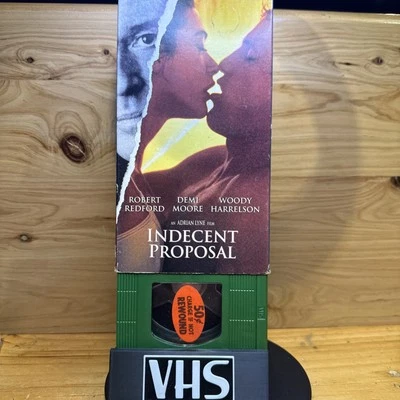 ROBERT DEMI WOODY
REDFORD MOORE HARRELSON
AN ADRIAN LYNE FILM
INDECENT
PROPOSAL
50¢
CHARGE IF NOT
REWOUND
VHS